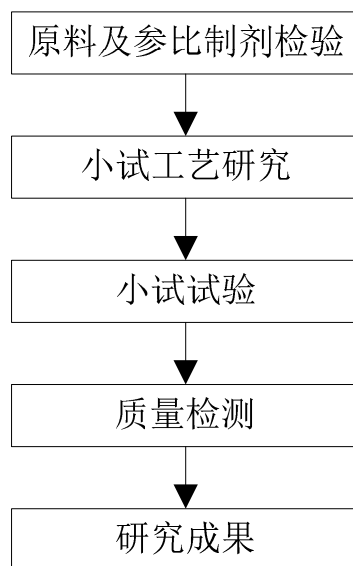 原料及参比制剂检验
小试工艺研究
小试试验
质量检测
研究成果